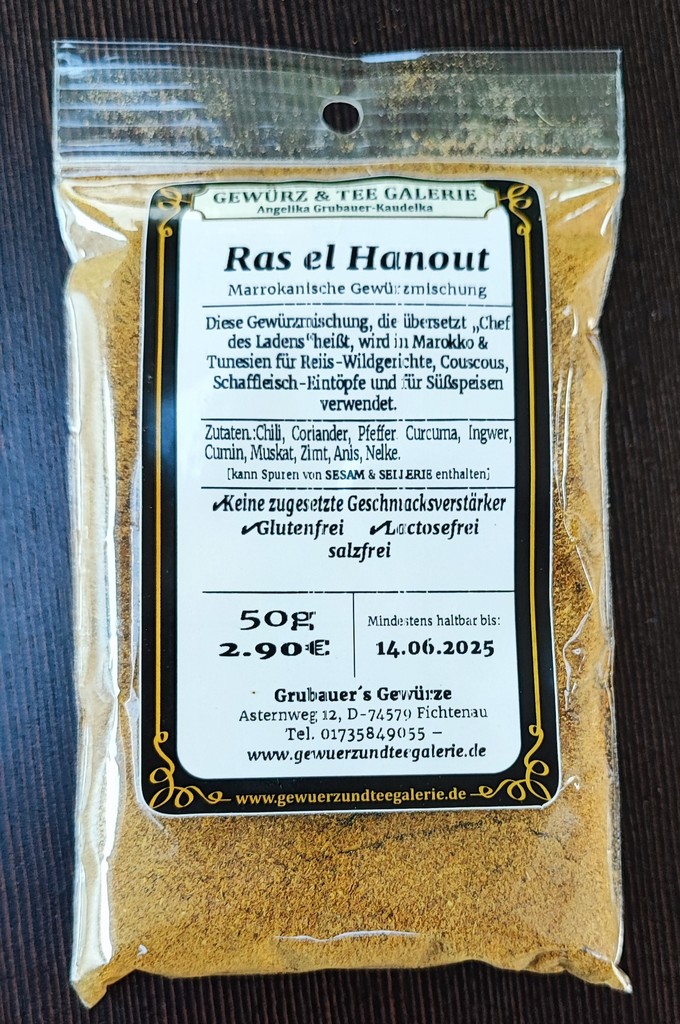 GEWÜRZ & TEE GALERIE
Angelika Grubauer-Kaudelka
Ras el Hanout
Marrokanische Gewürzmischung
Diese Gewürzmischung, die übersetzt „Chef
des Ladens“heißt, wird in Marokko &
Tunesien für Reiis-Wildgerichte, Couscous,
Schaffleisch-Eintöpfe und für Süßspeisen
verwendet.
Zutaten.:Chili, Coriander, Pfeffer. Curcuma, Ingwer,
Cumin, Muskat, Zimt, Anis, Nelke.
[kann Spuren von SESAM & SELLERIE enthalten]
✓Keine zugesetzte Geschmacksverstärker
✓Glutenfrei ✓Lactosefrei
salzfrei
50g
2.90€
Mindestens haltbar bis:
14.06.2025
Grubauer´s Gewürze
Asternweg 12, D-74579 Fichtenau
Tel. 01735849055 –
www.gewuerzundteegalerie.de
www.gewuerzundteegalerie.de